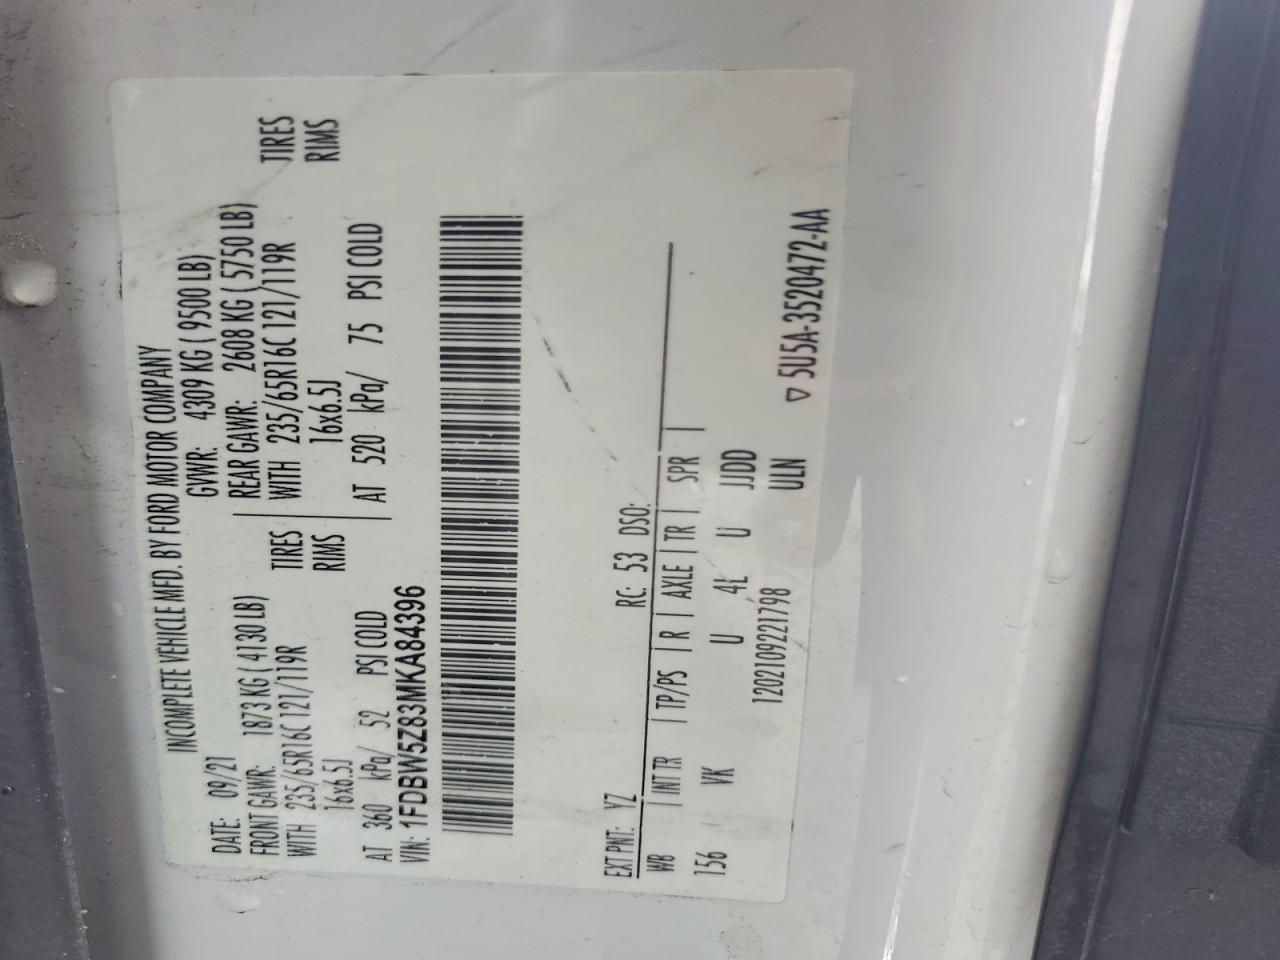 INCOMPLETE VEHICLE MFD. BY FORD MOTOR COMPANY
DATE: 09/21 GVWR: 4309 KG ( 9500 LB)
FRONT GAWR: 1873 KG ( 4130 LB) REAR GAWR: 2608 KG ( 5750 LB)
WITH 235/65R16C 121/119R TIRES WITH 235/65R16C 121/119R TIRES
16x6.5J RIMS 16x6.5J RIMS
AT 360 kPa/ 52 PSI COLD AT 520 kPa/ 75 PSI COLD
VIN: 1FDBW5Z83MKA84396
EXT PNT: YZ RC: 53 DSO:
WB | INT TR | TP/PS | R | AXLE | TR | SPR |
156 VK U 4L U JJDD
1202109221798 ULN
▽ 5U5A-3520472-AA